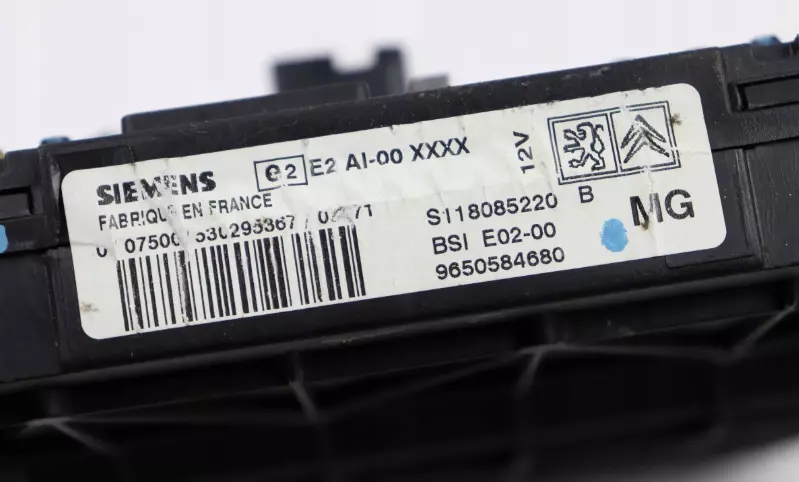 SIEMENS
e2 E2 AI-00 XXXX
FABRIQUE EN FRANCE
12V
S118085220
B
BSI E02-00
MG
9650584680